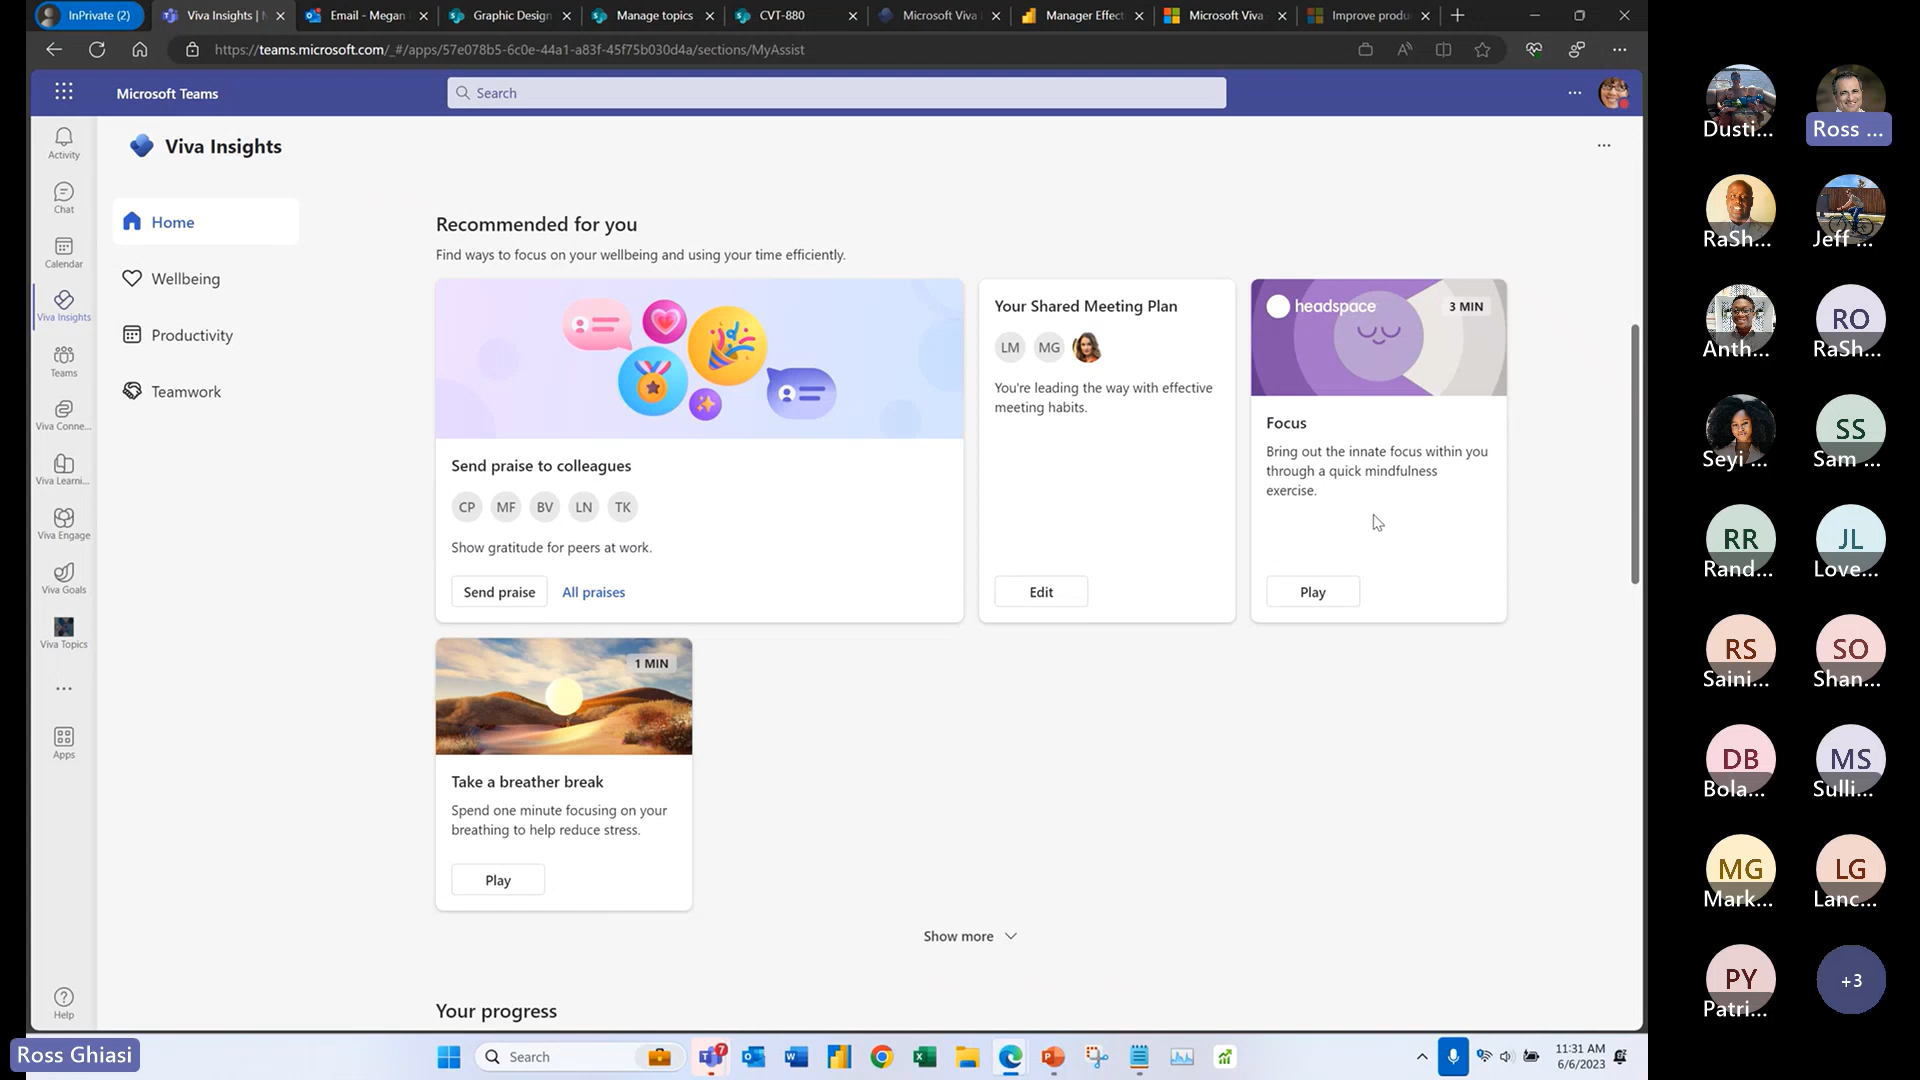 InPrivate (2)
Viva Insights |
Email - Megan
Graphic Design
Manage topics
CVT-880
Microsoft Viva
Manager Effec
Microsoft Viva
Improve produ
https://teams.microsoft.com/_#/apps/57e078b5-6c0e-44a1-a83f-45f75b030d4a/sections/MyAssist
Microsoft Teams
Search
Activity
Chat
Calendar
Viva Insights
Teams
Viva Conne...
Viva Learni...
Viva Engage
Viva Goals
Viva Topics
Apps
Help
Viva Insights
Home
Wellbeing
Productivity
Teamwork
Recommended for you
Find ways to focus on your wellbeing and using your time efficiently.
Send praise to colleagues
CP MF BV LN TK
Show gratitude for peers at work.
Send praise All praises
Your Shared Meeting Plan
LM MG
You're leading the way with effective
meeting habits.
Edit
headspace
3 MIN
Focus
Bring out the innate focus within you
through a quick mindfulness
exercise.
Play
1 MIN
Take a breather break
Spend one minute focusing on your
breathing to help reduce stress.
Play
Show more
Your progress
Ross Ghiasi
Search
7
11:31 AM
6/6/2023
Dusti...
Ross ...
RaSh...
Jeff ...
Anth...
RO
RaSh...
Seyi ...
SS
Sam ...
RR
Rand...
JL
Love...
RS
Saini...
SO
Shan...
DB
Bola...
MS
Sulli...
MG
Mark...
LG
Lanc...
PY
Patri...
+3